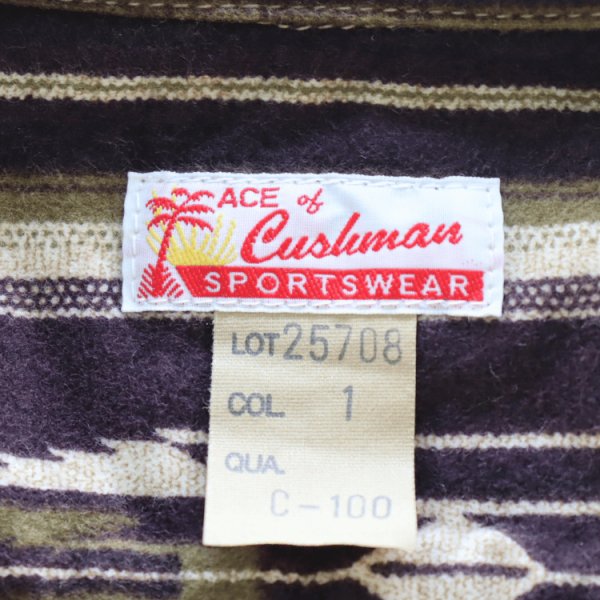 ACE of
Cushman
SPORTSWEAR
LOT 25708
COL. 1
QUA.
C-100